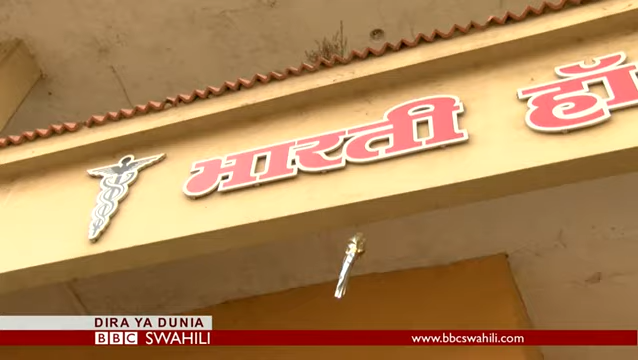 भारती हॉ
DIRA YA DUNIA
BBC SWAHILI
www.bbcswahili.com